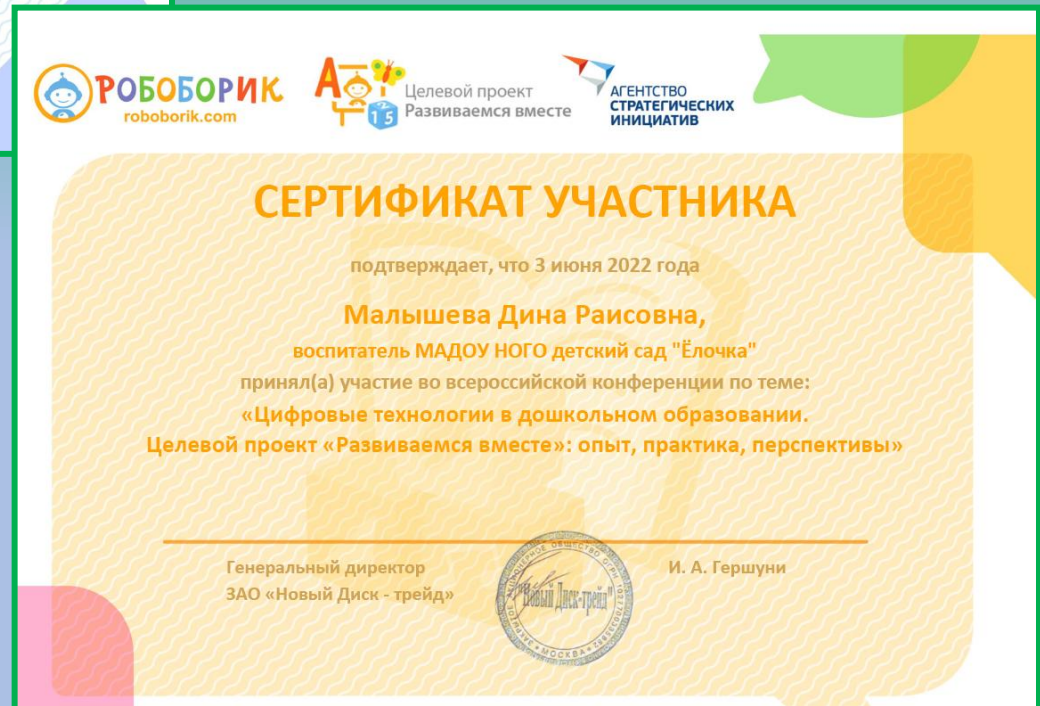 РОБОБОРИК
roboborik.com
Целевой проект
Развиваемся вместе
АГЕНТСТВО
СТРАТЕГИЧЕСКИХ
ИНИЦИАТИВ
СЕРТИФИКАТ УЧАСТНИКА
подтверждает, что 3 июня 2022 года
Малышева Дина Раисовна,
воспитатель МАДОУ НОГО детский сад "Ёлочка"
принял(а) участие во всероссийской конференции по теме:
«Цифровые технологии в дошкольном образовании.
Целевой проект «Развиваемся вместе»: опыт, практика, перспективы»
Генеральный директор
ЗАО «Новый Диск - трейд»
"Новый Диск-трейд"
МОСКВА
И. А. Гершуни